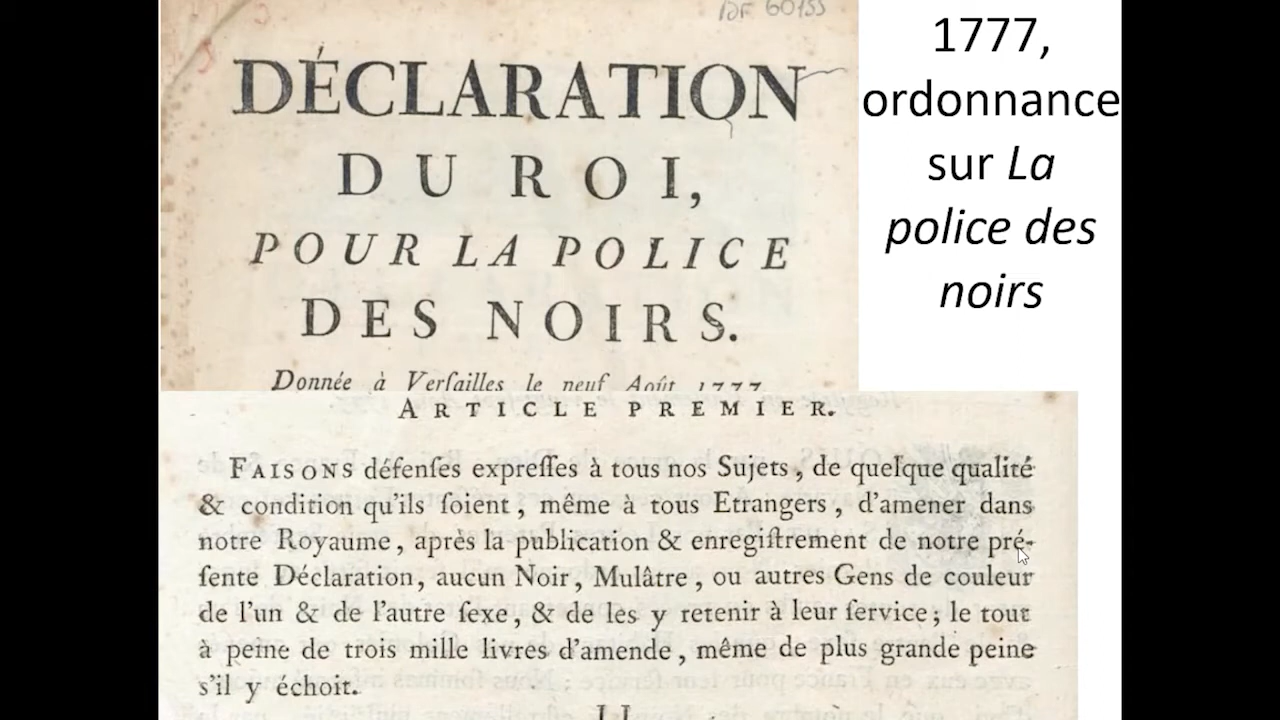 DF 60155
DÉCLARATION
DU ROI,
POUR LA POLICE
DES NOIRS.
Donnée à Verſailles le neuf Août 1777
ARTICLE PREMIER.
FAISONS défenſes expreſſes à tous nos Sujets, de quelque qualité
& condition qu'ils ſoient, même à tous Etrangers, d'amener dans
notre Royaume, après la publication & enregiſtrement de notre pré-
ſente Déclaration, aucun Noir, Mulâtre, ou autres Gens de couleur
de l'un & de l'autre ſexe, & de les y retenir à leur ſervice; le tout
à peine de trois mille livres d'amende, même de plus grande peine
s'il y échoit.
II
1777,
ordonnance
sur La
police des
noirs